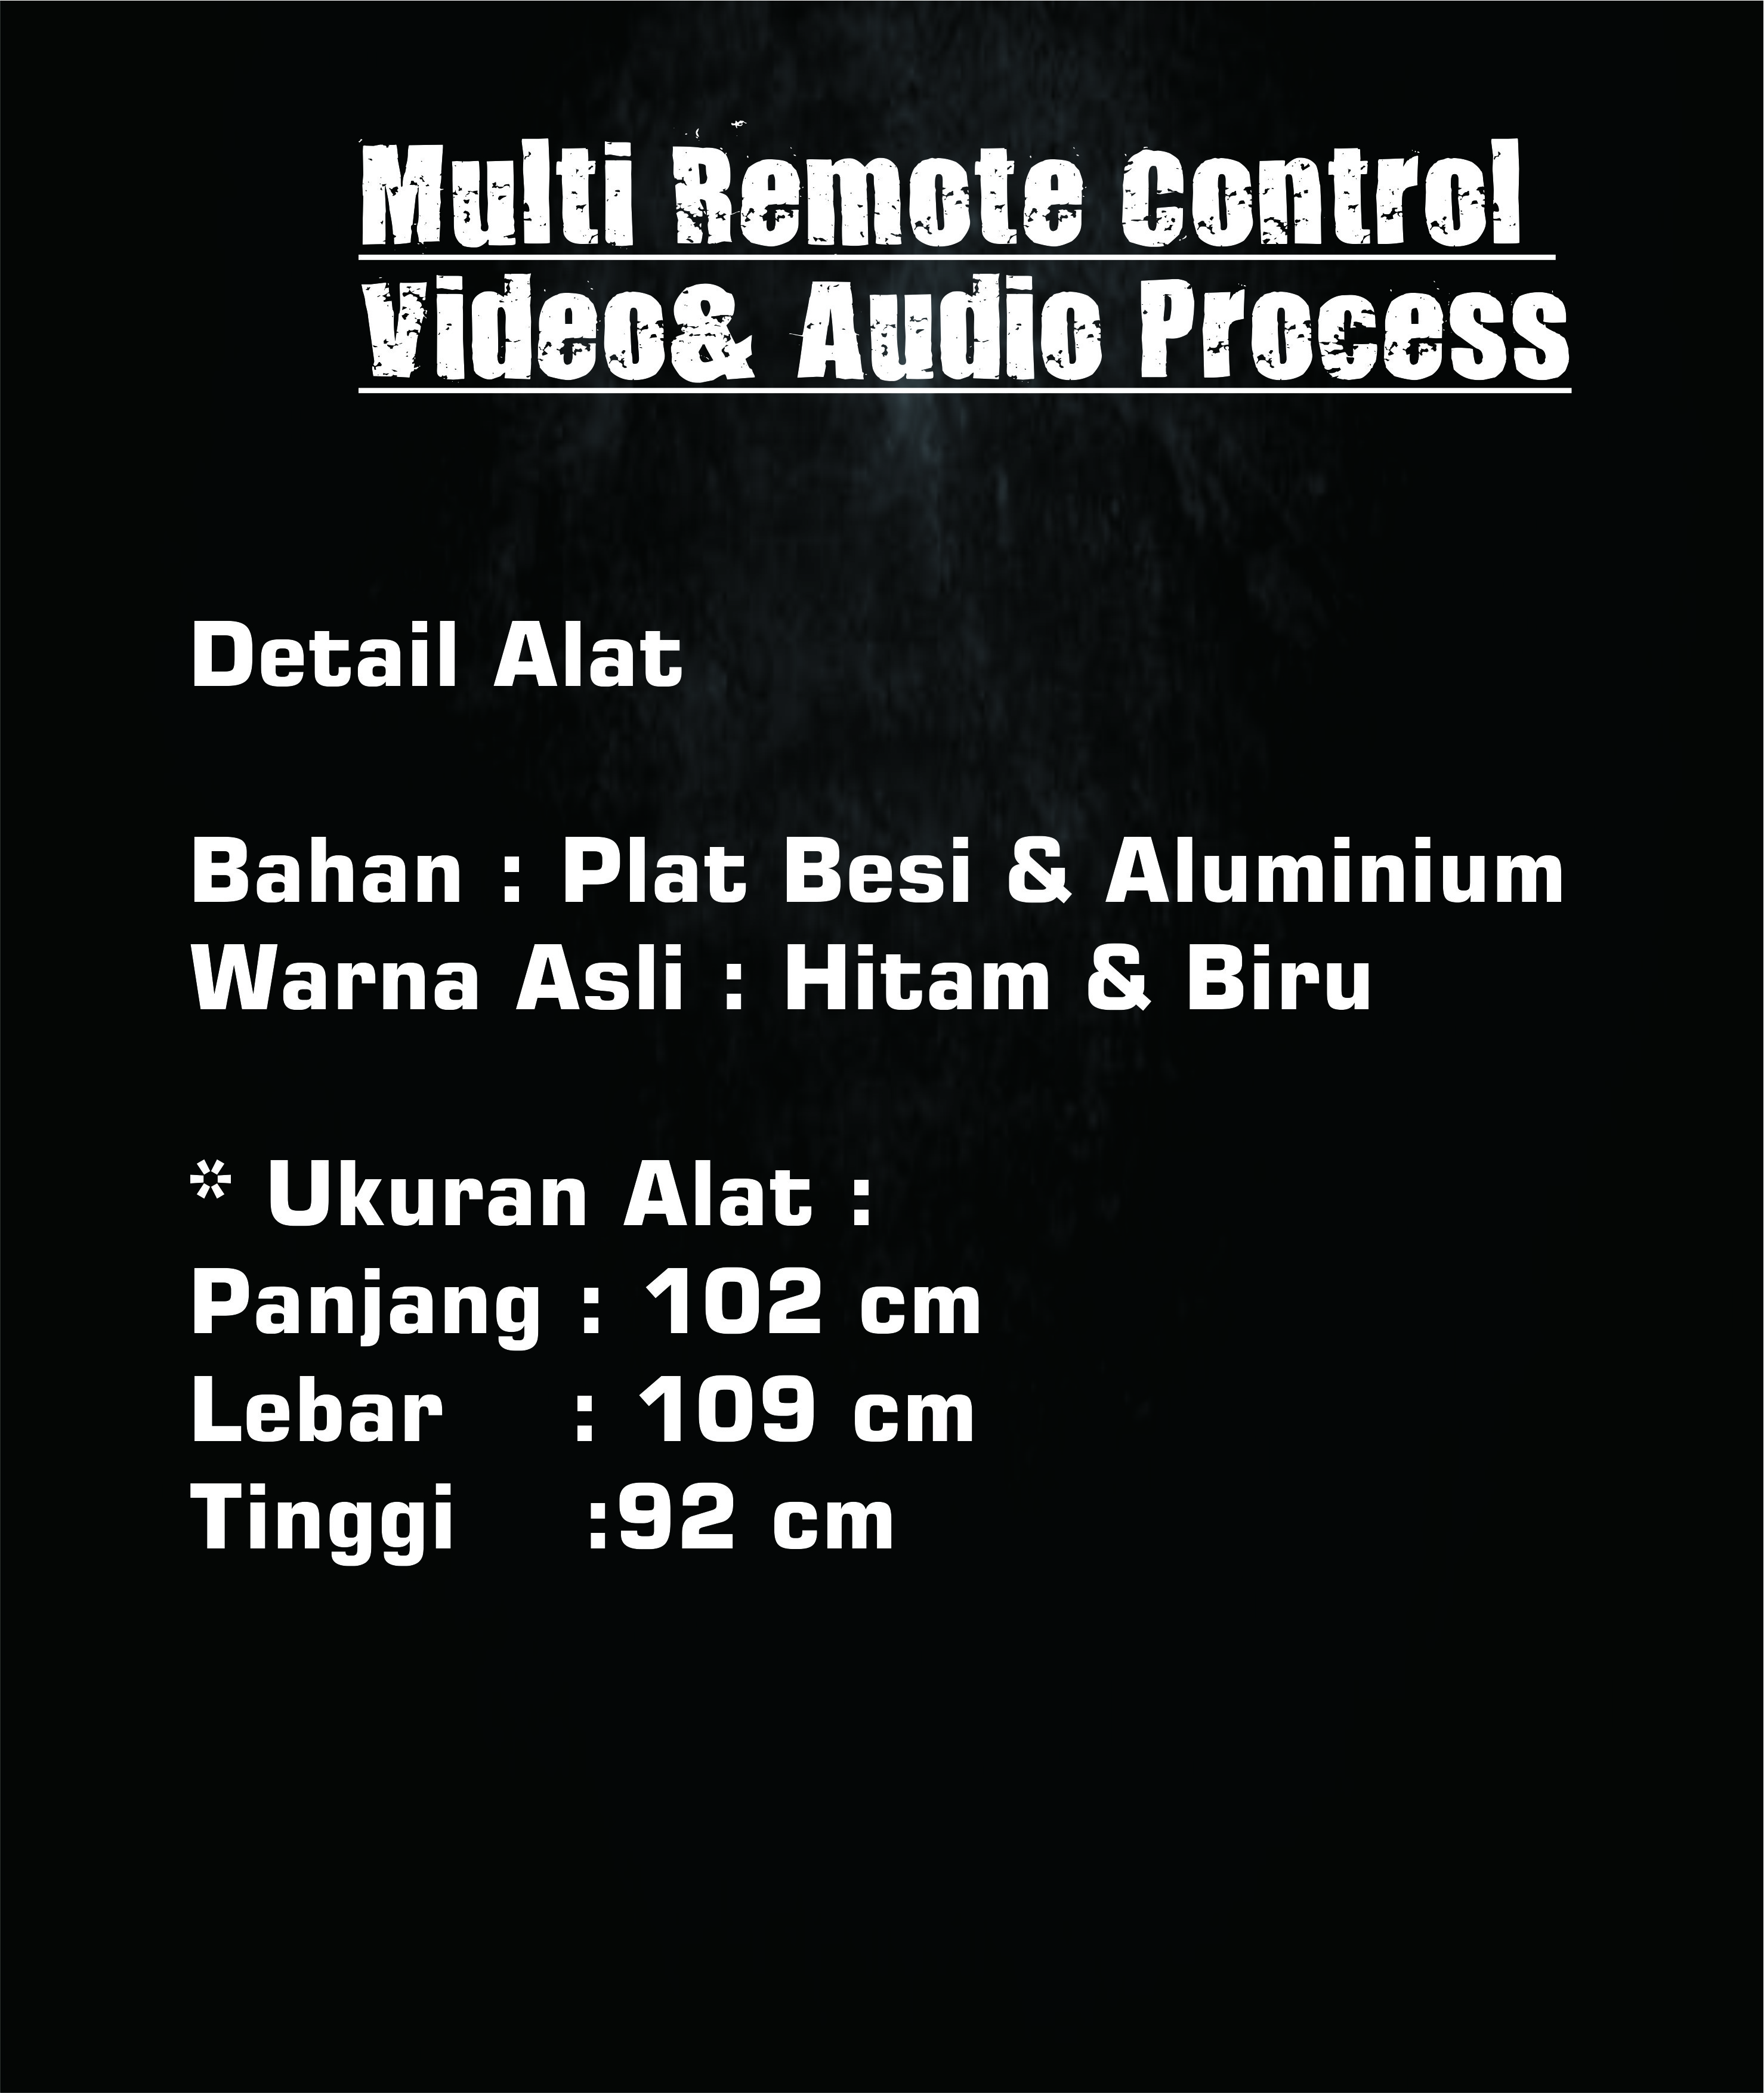 Multi Remote Control
Video& Audio Process
Detail Alat
Bahan : Plat Besi & Aluminium
Warna Asli : Hitam & Biru
* Ukuran Alat :
Panjang : 102 cm
Lebar : 109 cm
Tinggi :92 cm